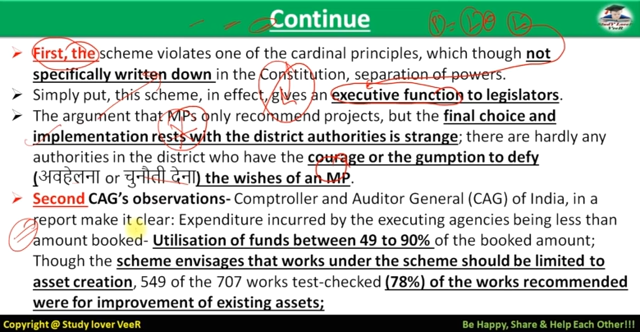 Continue
Study Lover VeeR
• First, the scheme violates one of the cardinal principles, which though not
specifically written down in the Constitution, separation of powers.
➢ Simply put, this scheme, in effect, gives an executive function to legislators.
➢ The argument that MPs only recommend projects, but the final choice and
implementation rests with the district authorities is strange; there are hardly any
authorities in the district who have the courage or the gumption to defy
(अवहेलना or चुनौती देना) the wishes of an MP.
• Second CAG's observations- Comptroller and Auditor General (CAG) of India, in a
report make it clear: Expenditure incurred by the executing agencies being less than
amount booked- Utilisation of funds between 49 to 90% of the booked amount;
Though the scheme envisages that works under the scheme should be limited to
asset creation, 549 of the 707 works test-checked (78%) of the works recommended
were for improvement of existing assets;
Copyright @ Study lover VeeR
Be Happy, Share & Help Each Other!!!